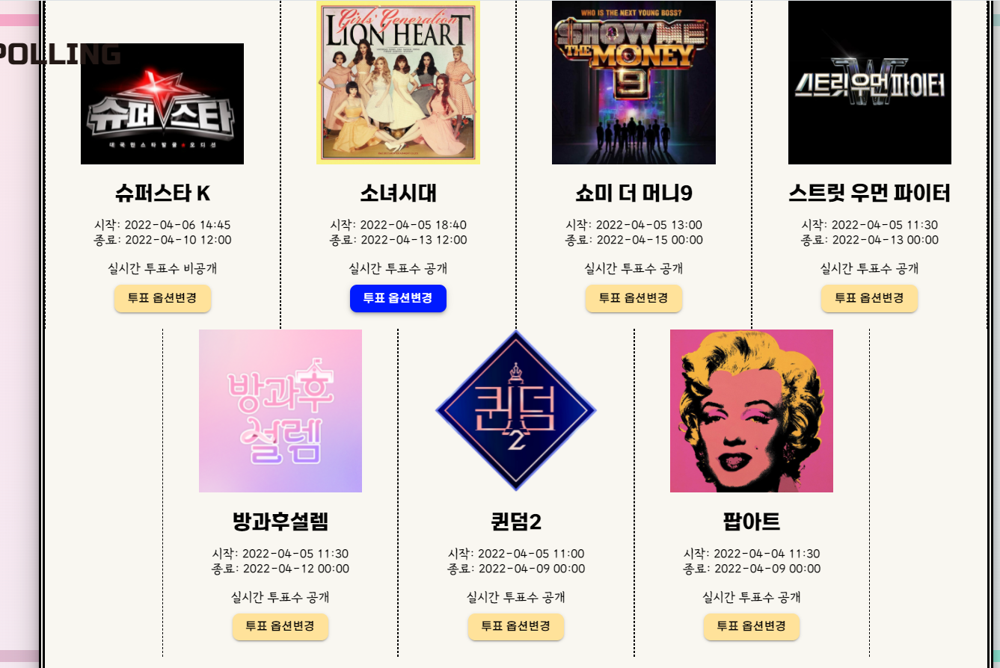 POLLING
슈퍼스타
대국민스타발굴★오디션
슈퍼스타 K
시작: 2022-04-06 14:45
종료: 2022-04-10 12:00
실시간 투표수 비공개
투표 옵션변경
Girls' Generation
LION HEART
소녀시대
시작: 2022-04-05 18:40
종료: 2022-04-13 12:00
실시간 투표수 공개
투표 옵션변경
WHO IS THE NEXT YOUNG BOSS?
SHOW ME
THE MONEY
9
쇼미 더 머니9
시작: 2022-04-05 13:00
종료: 2022-04-15 00:00
실시간 투표수 공개
투표 옵션변경
스트릿 우먼 파이터
스트릿 우먼 파이터
시작: 2022-04-05 11:30
종료: 2022-04-13 00:00
실시간 투표수 공개
투표 옵션변경
방과후
설렘
방과후설렘
시작: 2022-04-05 11:30
종료: 2022-04-12 00:00
실시간 투표수 공개
투표 옵션변경
퀸덤
2
퀸덤2
시작: 2022-04-05 11:00
종료: 2022-04-09 00:00
실시간 투표수 공개
투표 옵션변경
팝아트
시작: 2022-04-04 11:30
종료: 2022-04-09 00:00
실시간 투표수 공개
투표 옵션변경